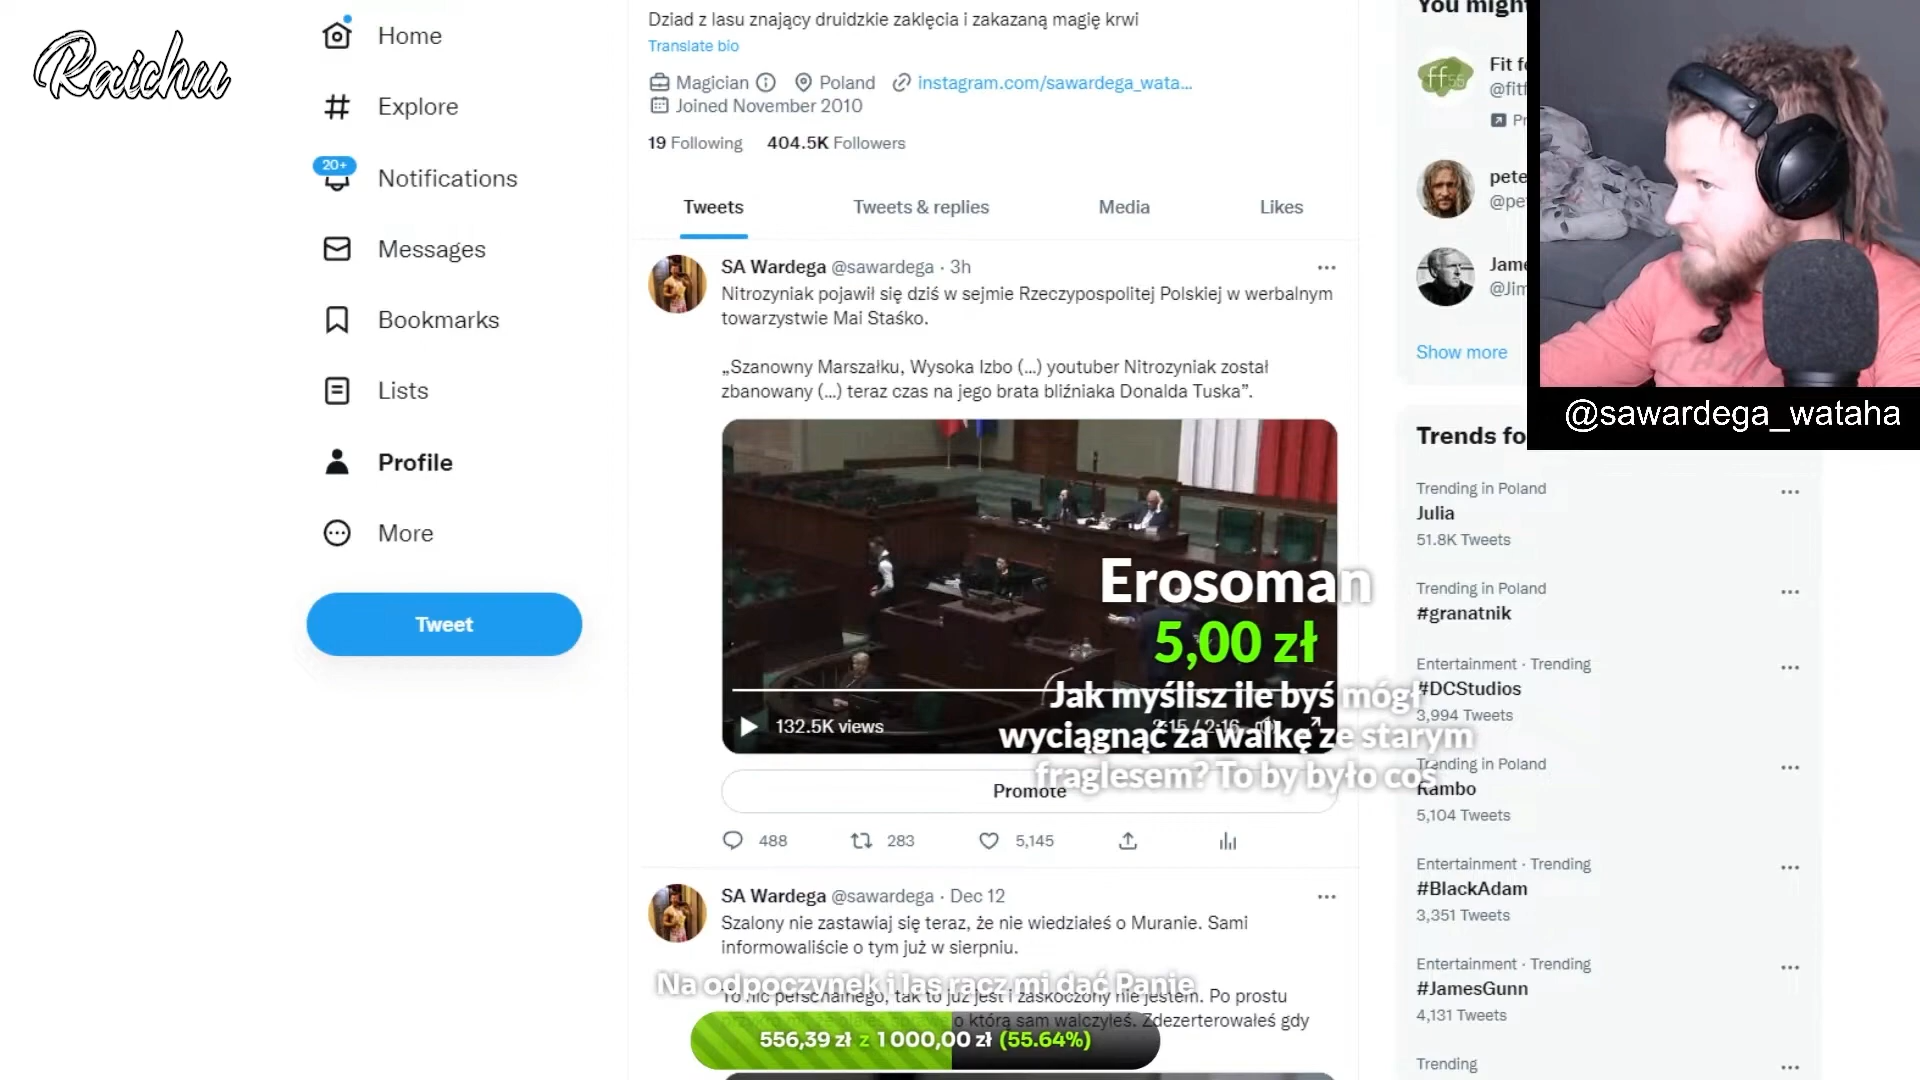 Raichu
Home
Explore
20+
Notifications
Messages
Bookmarks
Lists
Profile
More
Tweet
Dziad z lasu znający druidzkie zaklęcia i zakazaną magię krwi
Translate bio
Magician
Poland
instagram.com/sawardega_wata...
Joined November 2010
19 Following 404.5K Followers
Tweets
Tweets & replies
Media
Likes
SA Wardega @sawardega · 3h
Nitrozyniak pojawił się dziś w sejmie Rzeczypospolitej Polskiej w werbalnym
towarzystwie Mai Staśko.
„Szanowny Marszałku, Wysoka Izbo (...) youtuber Nitrozyniak został
zbanowany (...) teraz czas na jego brata bliźniaka Donalda Tuska”.
132.5K views
2:15 / 2:16
Erosoman
5,00 zł
Jak myślisz ile byś mógł
wyciągnąć za walkę ze starym
fraglesem? To by było coś
Promote
488
283
5,145
SA Wardega @sawardega · Dec 12
Szalony nie zastawiaj się teraz, że nie wiedziałeś o Muranie. Sami
informowaliście o tym już w sierpniu.
Na odpoczynek i las racz mi dać Panie
To nic personalnego, tak to już jest i zaskoczony nie jestem. Po prostu
o którą sam walczyłeś. Zdezerterowałeś gdy
556,39 zł z 1 000,00 zł (55.64%)
You might
Fit f
@fitf
Pr
pete
@pe
Jame
@Jim
Show more
@sawardega_wataha
Trends fo
Trending in Poland
Julia
51.8K Tweets
Trending in Poland
#granatnik
Entertainment · Trending
#DCStudios
3,994 Tweets
Trending in Poland
Rambo
5,104 Tweets
Entertainment · Trending
#BlackAdam
3,351 Tweets
Entertainment · Trending
#JamesGunn
4,131 Tweets
Trending